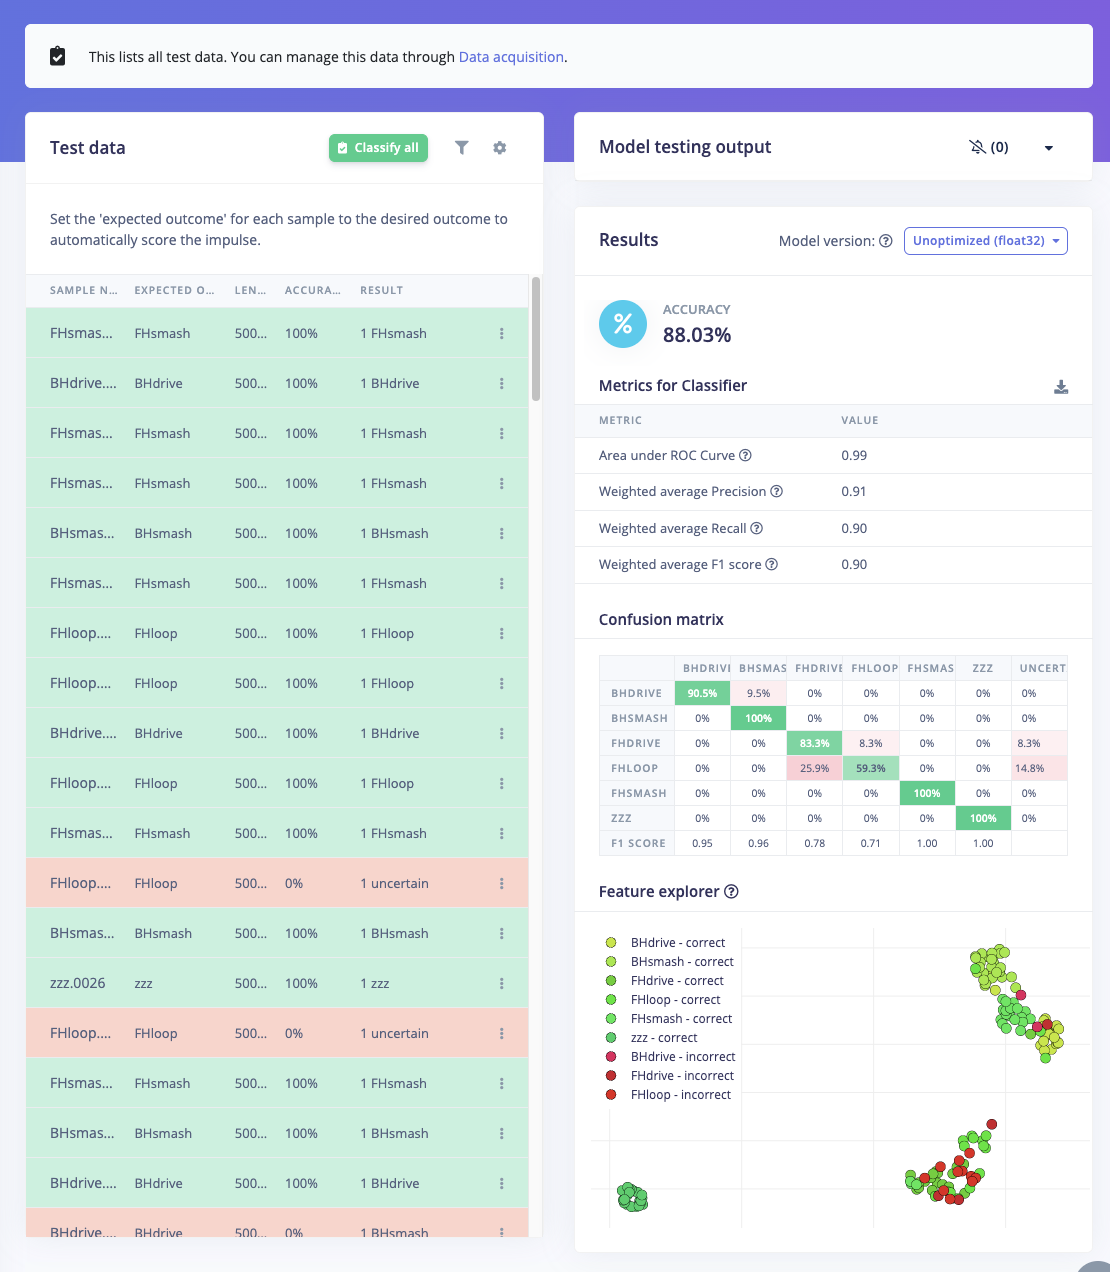 This lists all test data. You can manage this data through Data acquisition.
Test data
Classify all
Set the 'expected outcome' for each sample to the desired outcome to
automatically score the impulse.
SAMPLE N... EXPECTED O... LEN... ACCURA... RESULT
FHsmas... FHsmash 500... 100% 1 FHsmash
BHdrive.... BHdrive 500... 100% 1 BHdrive
FHsmas... FHsmash 500... 100% 1 FHsmash
FHsmas... FHsmash 500... 100% 1 FHsmash
BHsmas... BHsmash 500... 100% 1 BHsmash
FHsmas... FHsmash 500... 100% 1 FHsmash
FHloop.... FHloop 500... 100% 1 FHloop
FHloop.... FHloop 500... 100% 1 FHloop
BHdrive.... BHdrive 500... 100% 1 BHdrive
FHloop.... FHloop 500... 100% 1 FHloop
FHsmas... FHsmash 500... 100% 1 FHsmash
FHloop.... FHloop 500... 0% 1 uncertain
BHsmas... BHsmash 500... 100% 1 BHsmash
zzz.0026 zzz 500... 100% 1 zzz
FHloop.... FHloop 500... 0% 1 uncertain
FHsmas... FHsmash 500... 100% 1 FHsmash
BHsmas... BHsmash 500... 100% 1 BHsmash
BHdrive.... BHdrive 500... 100% 1 BHdrive
BHdrive.... BHdrive 500... 0% 1 BHsmash
Model testing output
(0)
Results
Model version: Unoptimized (float32)
%
ACCURACY
88.03%
Metrics for Classifier
METRIC VALUE
Area under ROC Curve 0.99
Weighted average Precision 0.91
Weighted average Recall 0.90
Weighted average F1 score 0.90
Confusion matrix
BHDRIVE BHSMAS FHDRIVE FHLOOP FHSMAS ZZZ UNCERT
BHDRIVE 90.5% 9.5% 0% 0% 0% 0% 0%
BHSMASH 0% 100% 0% 0% 0% 0% 0%
FHDRIVE 0% 0% 83.3% 8.3% 0% 0% 8.3%
FHLOOP 0% 0% 25.9% 59.3% 0% 0% 14.8%
FHSMASH 0% 0% 0% 0% 100% 0% 0%
ZZZ 0% 0% 0% 0% 0% 100% 0%
F1 SCORE 0.95 0.96 0.78 0.71 1.00 1.00
Feature explorer
BHdrive - correct
BHsmash - correct
FHdrive - correct
FHloop - correct
FHsmash - correct
zzz - correct
BHdrive - incorrect
FHdrive - incorrect
FHloop - incorrect